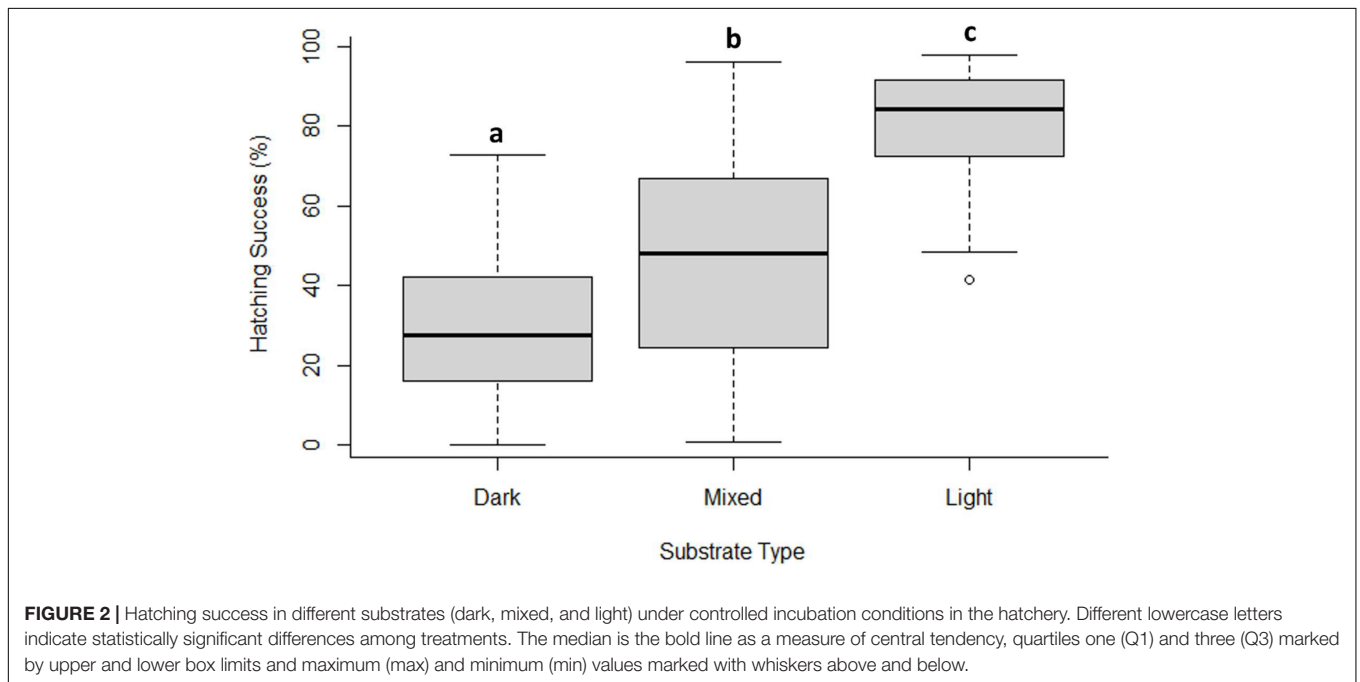 100
80
60
40
20
0
Hatching Success (%)
a
b
c
Dark Mixed Light
Substrate Type
FIGURE 2 | Hatching success in different substrates (dark, mixed, and light) under controlled incubation conditions in the hatchery. Different lowercase letters
indicate statistically significant differences among treatments. The median is the bold line as a measure of central tendency, quartiles one (Q1) and three (Q3) marked
by upper and lower box limits and maximum (max) and minimum (min) values marked with whiskers above and below.